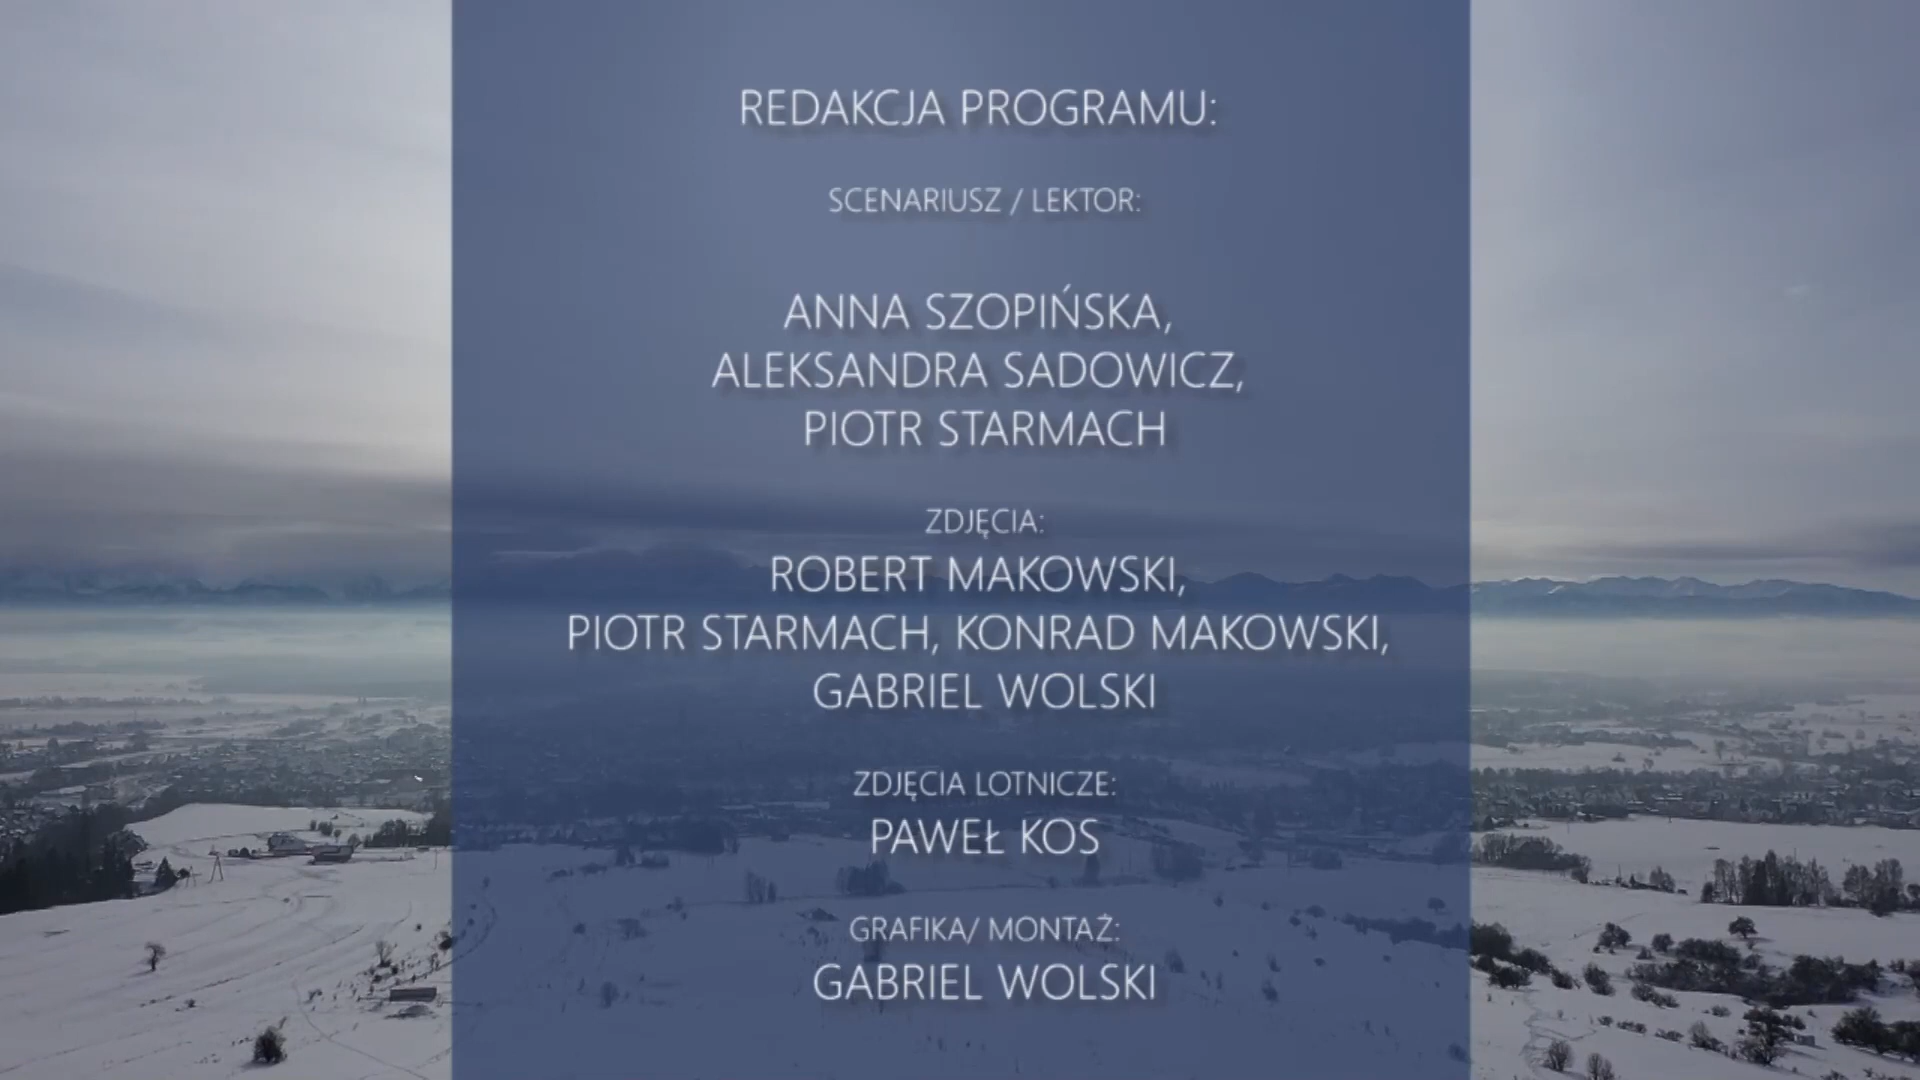 REDAKCJA PROGRAMU:
SCENARIUSZ / LEKTOR:
ANNA SZOPIŃSKA,
ALEKSANDRA SADOWICZ,
PIOTR STARMACH
ZDJĘCIA:
ROBERT MAKOWSKI,
PIOTR STARMACH, KONRAD MAKOWSKI,
GABRIEL WOLSKI
ZDJĘCIA LOTNICZE:
PAWEŁ KOS
GRAFIKA/ MONTAŻ:
GABRIEL WOLSKI